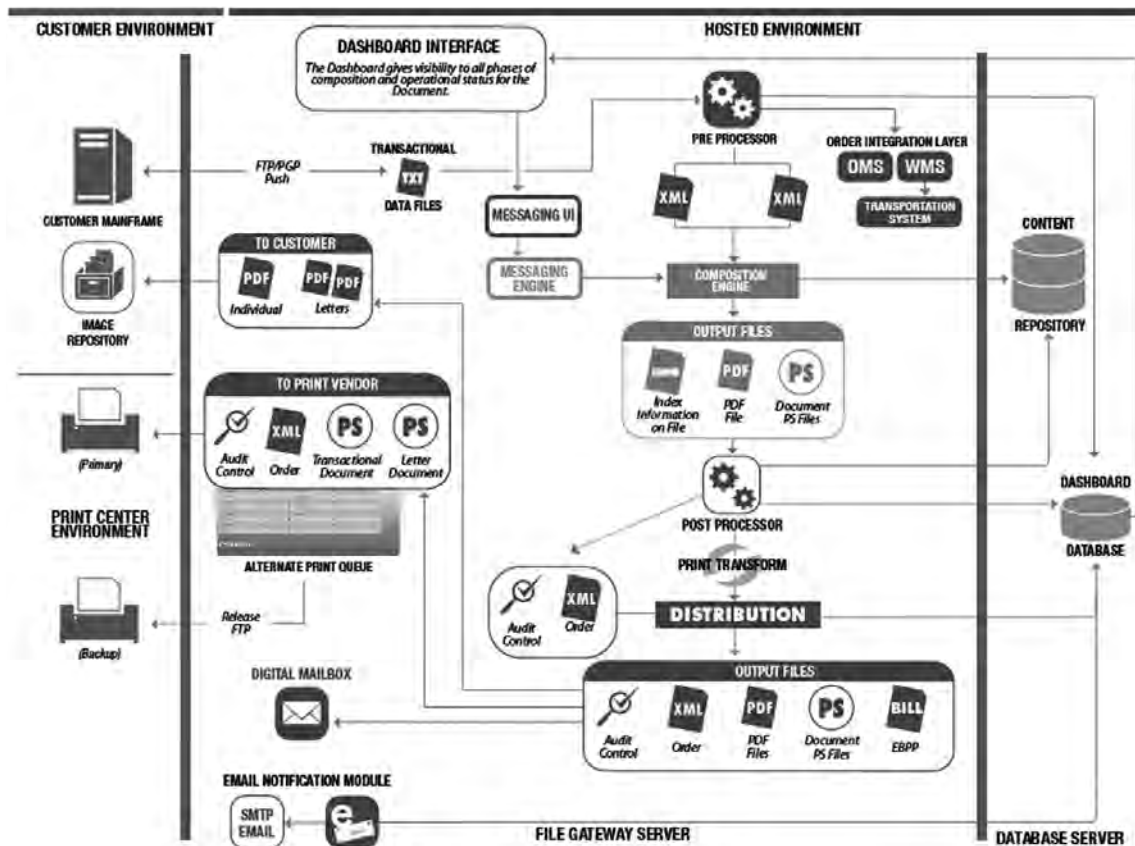 CUSTOMER ENVIRONMENT
HOSTED ENVIRONMENT
DASHBOARD INTERFACE
The Dashboard gives visibility to all phases of
composition and operational status for the
Document.
PRE PROCESSOR
ORDER INTEGRATION LAYER
OMS
WMS
TRANSPORTATION
SYSTEM
FTP/PGP
Push
TRANSACTIONAL
TXT
DATA FILES
CUSTOMER MAINFRAME
MESSAGING UI
XML
XML
CONTENT
REPOSITORY
TO CUSTOMER
PDF
PDF
PDF
Individual
Letters
IMAGE
REPOSITORY
MESSAGING
ENGINE
COMPOSITION
ENGINE
OUTPUT FILES
PDF
PS
Index
Information
on File
PDF
File
Document
PS Files
TO PRINT VENDOR
XML
PS
PS
Audit
Control
Order
Transactional
Document
Letter
Document
(Primary)
POST PROCESSOR
DASHBOARD
DATABASE
PRINT CENTER
ENVIRONMENT
ALTERNATE PRINT QUEUE
PRINT TRANSFORM
XML
Audit
Control
Order
DISTRIBUTION
Release
FTP
(Backup)
DIGITAL MAILBOX
OUTPUT FILES
XML
PDF
PS
BILL
Audit
Control
Order
PDF
Files
Document
PS Files
EBPP
EMAIL NOTIFICATION MODULE
SMTP
EMAIL
e
FILE GATEWAY SERVER
DATABASE SERVER